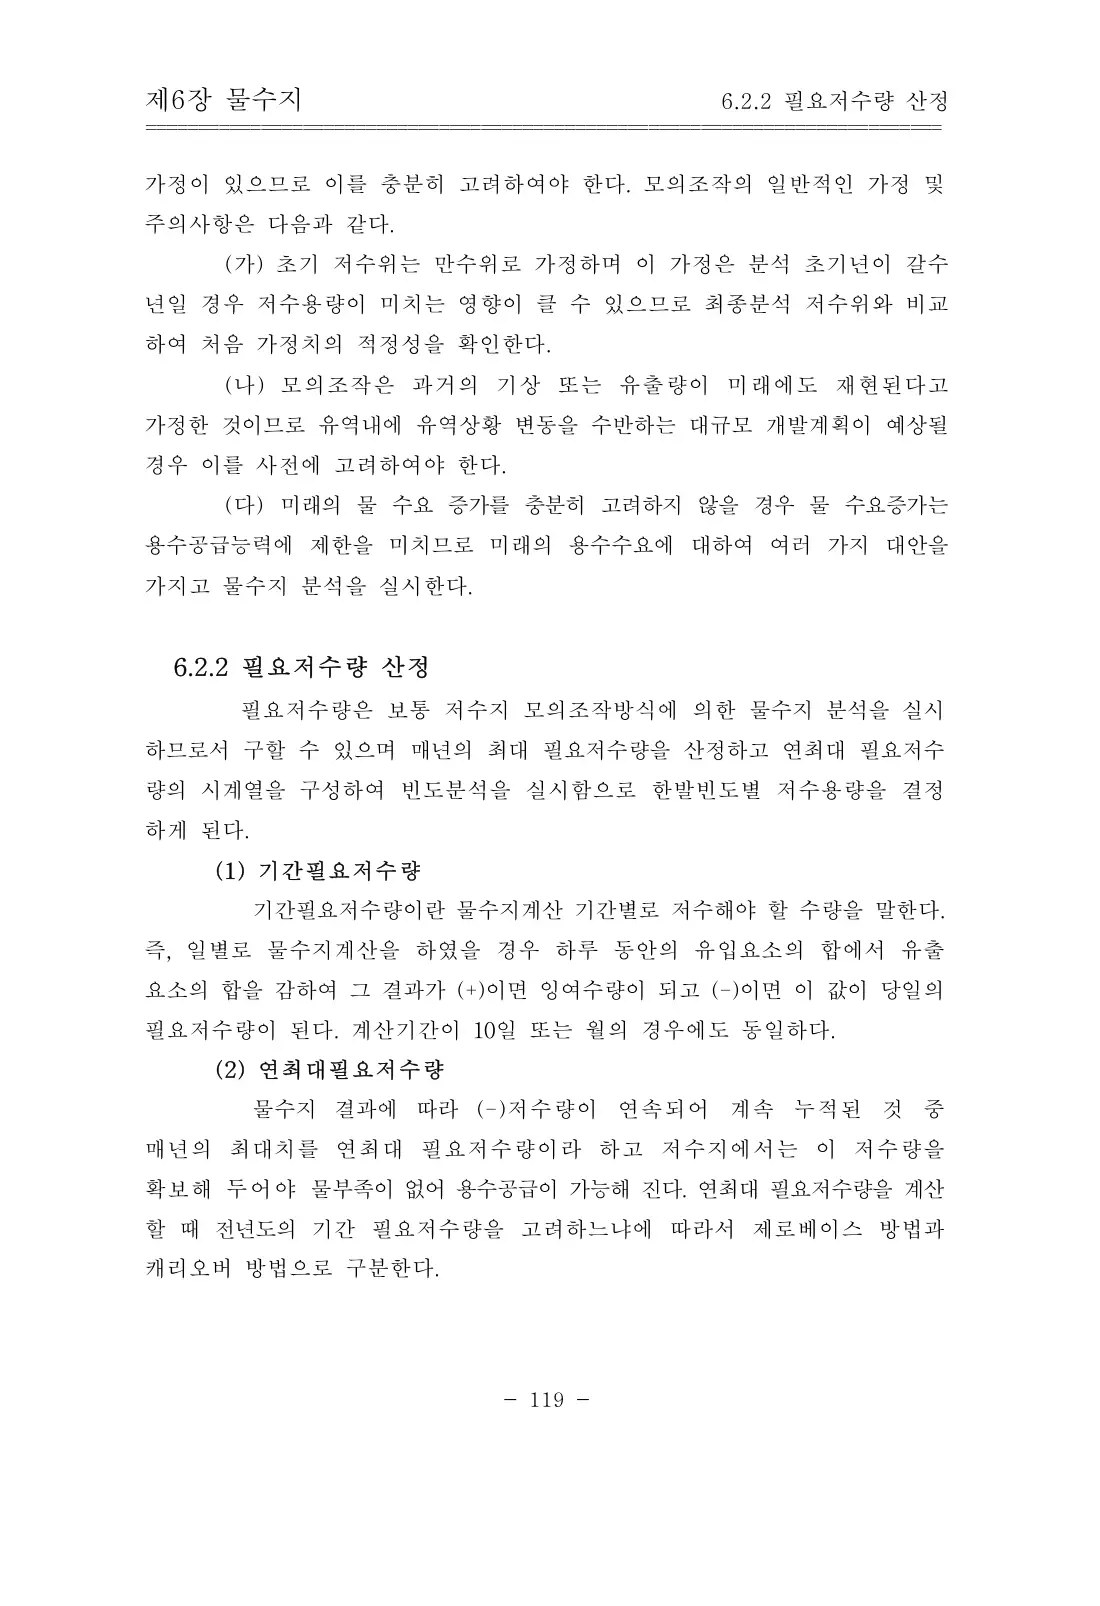 제6장 물수지
6.2.2 필요저수량 산정
가정이 있으므로 이를 충분히 고려하여야 한다. 모의조작의 일반적인 가정 및
주의사항은 다음과 같다.
(가) 초기 저수위는 만수위로 가정하며 이 가정은 분석 초기년이 갈수
년일 경우 저수용량이 미치는 영향이 클 수 있으므로 최종분석 저수위와 비교
하여 처음 가정치의 적정성을 확인한다.
(나) 모의조작은 과거의 기상 또는 유출량이 미래에도 재현된다고
가정한 것이므로 유역내에 유역상황 변동을 수반하는 대규모 개발계획이 예상될
경우 이를 사전에 고려하여야 한다.
(다) 미래의 물 수요 증가를 충분히 고려하지 않을 경우 물 수요증가는
용수공급능력에 제한을 미치므로 미래의 용수수요에 대하여 여러 가지 대안을
가지고 물수지 분석을 실시한다.
6.2.2 필요저수량 산정
필요저수량은 보통 저수지 모의조작방식에 의한 물수지 분석을 실시
하므로서 구할 수 있으며 매년의 최대 필요저수량을 산정하고 연최대 필요저수
량의 시계열을 구성하여 빈도분석을 실시함으로 한발빈도별 저수용량을 결정
하게 된다.
(1) 기간필요저수량
기간필요저수량이란 물수지계산 기간별로 저수해야 할 수량을 말한다.
즉, 일별로 물수지계산을 하였을 경우 하루 동안의 유입요소의 합에서 유출
요소의 합을 감하여 그 결과가 (+)이면 잉여수량이 되고 (-)이면 이 값이 당일의
필요저수량이 된다. 계산기간이 10일 또는 월의 경우에도 동일하다.
(2) 연최대필요저수량
물수지 결과에 따라 (-)저수량이 연속되어 계속 누적된 것 중
매년의 최대치를 연최대 필요저수량이라 하고 저수지에서는 이 저수량을
확보해 두어야 물부족이 없어 용수공급이 가능해 진다. 연최대 필요저수량을 계산
할 때 전년도의 기간 필요저수량을 고려하느냐에 따라서 제로베이스 방법과
캐리오버 방법으로 구분한다.
- 119 -